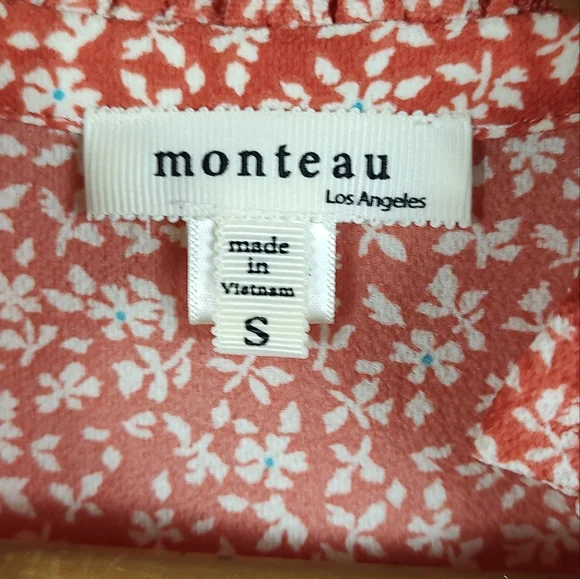 monteau
Los Angeles
made
in
Vietnam
S